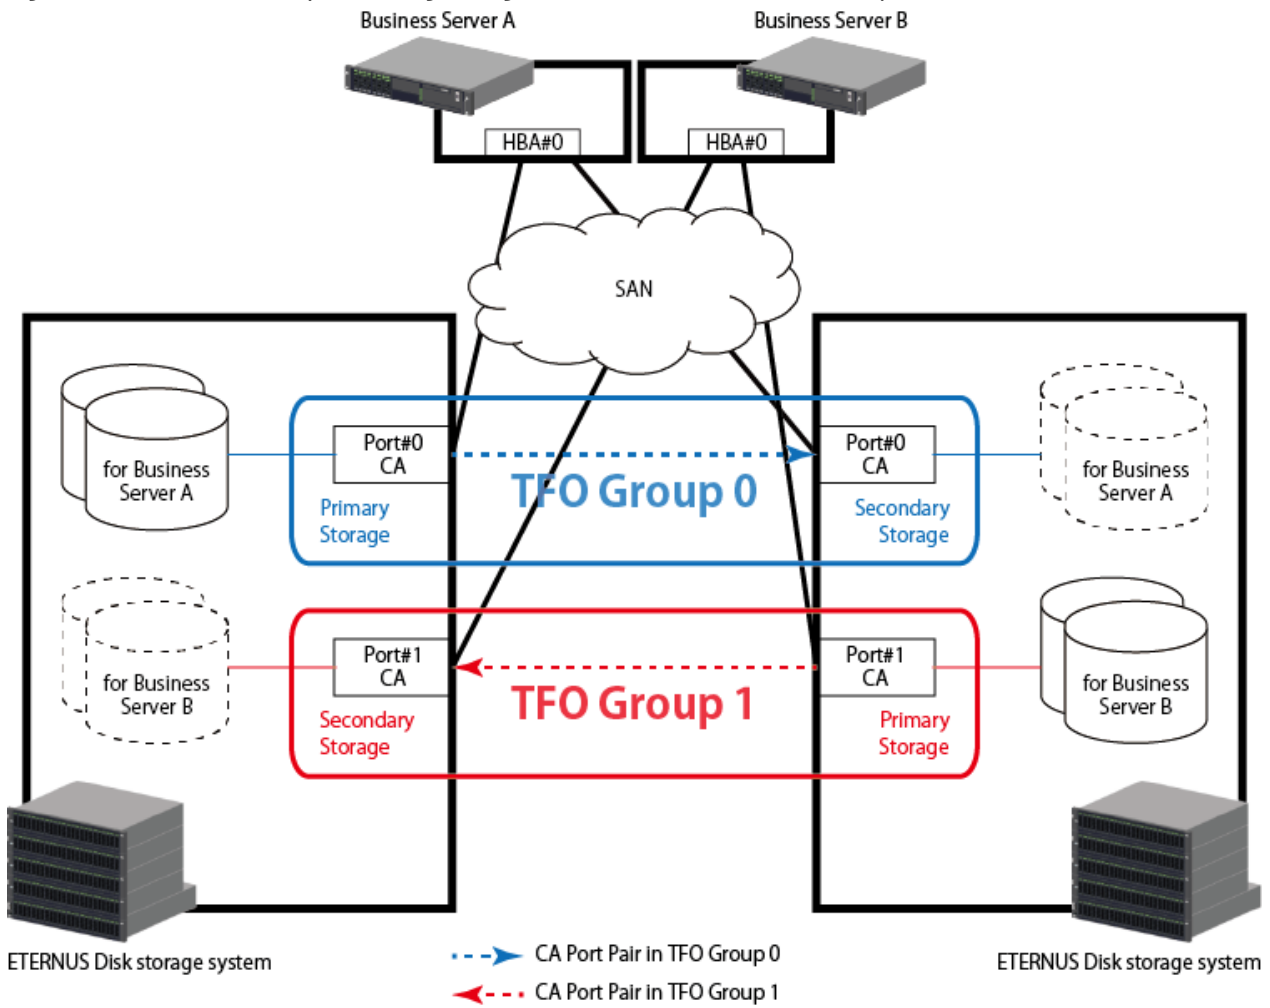 Business Server A
Business Server B
HBA#0
HBA#0
SAN
for Business
Server A
Port#0
CA
Primary
Storage
TFO Group 0
Port#0
CA
Secondary
Storage
for Business
Server A
for Business
Server B
Port#1
CA
Secondary
Storage
TFO Group 1
Port#1
CA
Primary
Storage
for Business
Server B
ETERNUS Disk storage system
ETERNUS Disk storage system
CA Port Pair in TFO Group 0
CA Port Pair in TFO Group 1